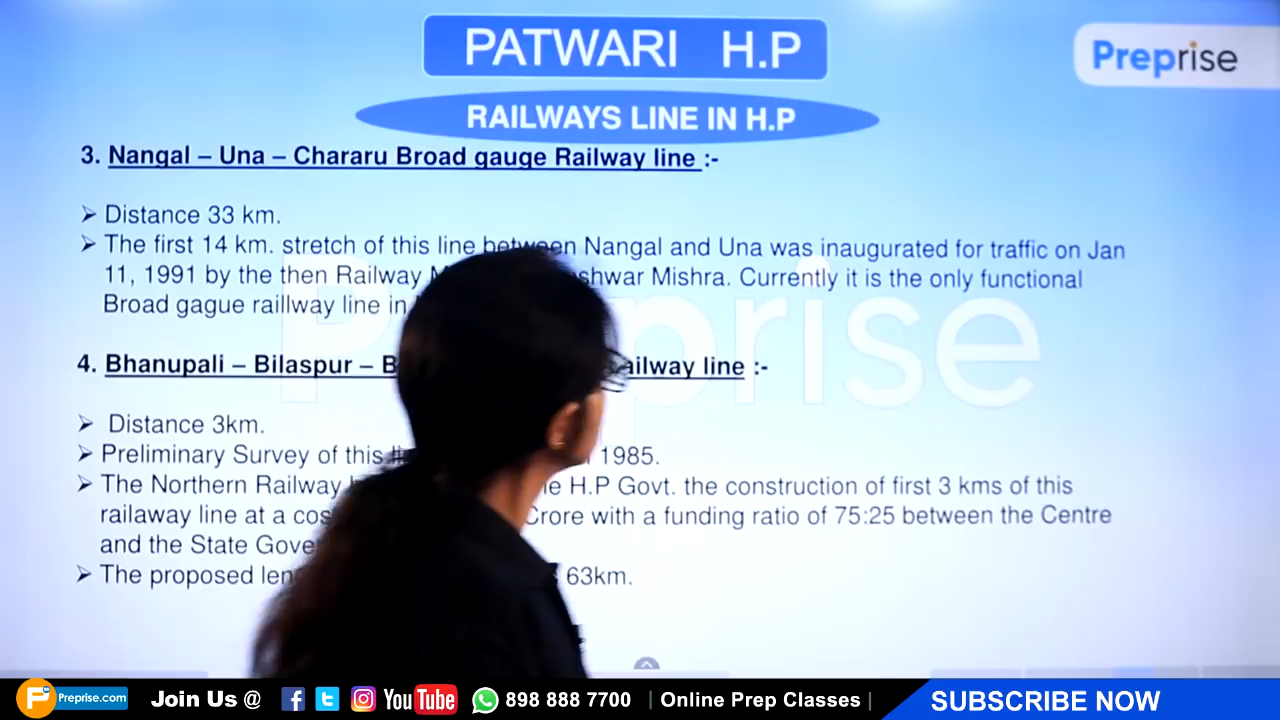 PATWARI H.P
Preprise
RAILWAYS LINE IN H.P
3. Nangal – Una – Chararu Broad gauge Railway line :-
➢ Distance 33 km.
➢ The first 14 km. stretch of this line between Nangal and Una was inaugurated for traffic on Jan
11, 1991 by the then Railway Mishra. Currently it is the only functional
Broad gague raillway line in
Preprise
4. Bhanupali – Bilaspur – line :-
➢ Distance 3km.
➢ Preliminary Survey of this 1985.
➢ The Northern Railway H.P Govt. the construction of first 3 kms of this
railaway line at a Crore with a funding ratio of 75:25 between the Centre
and the State
➢ The proposed 63km.
Preprise.com
Join Us @
YouTube
898 888 7700
Online Prep Classes
SUBSCRIBE NOW